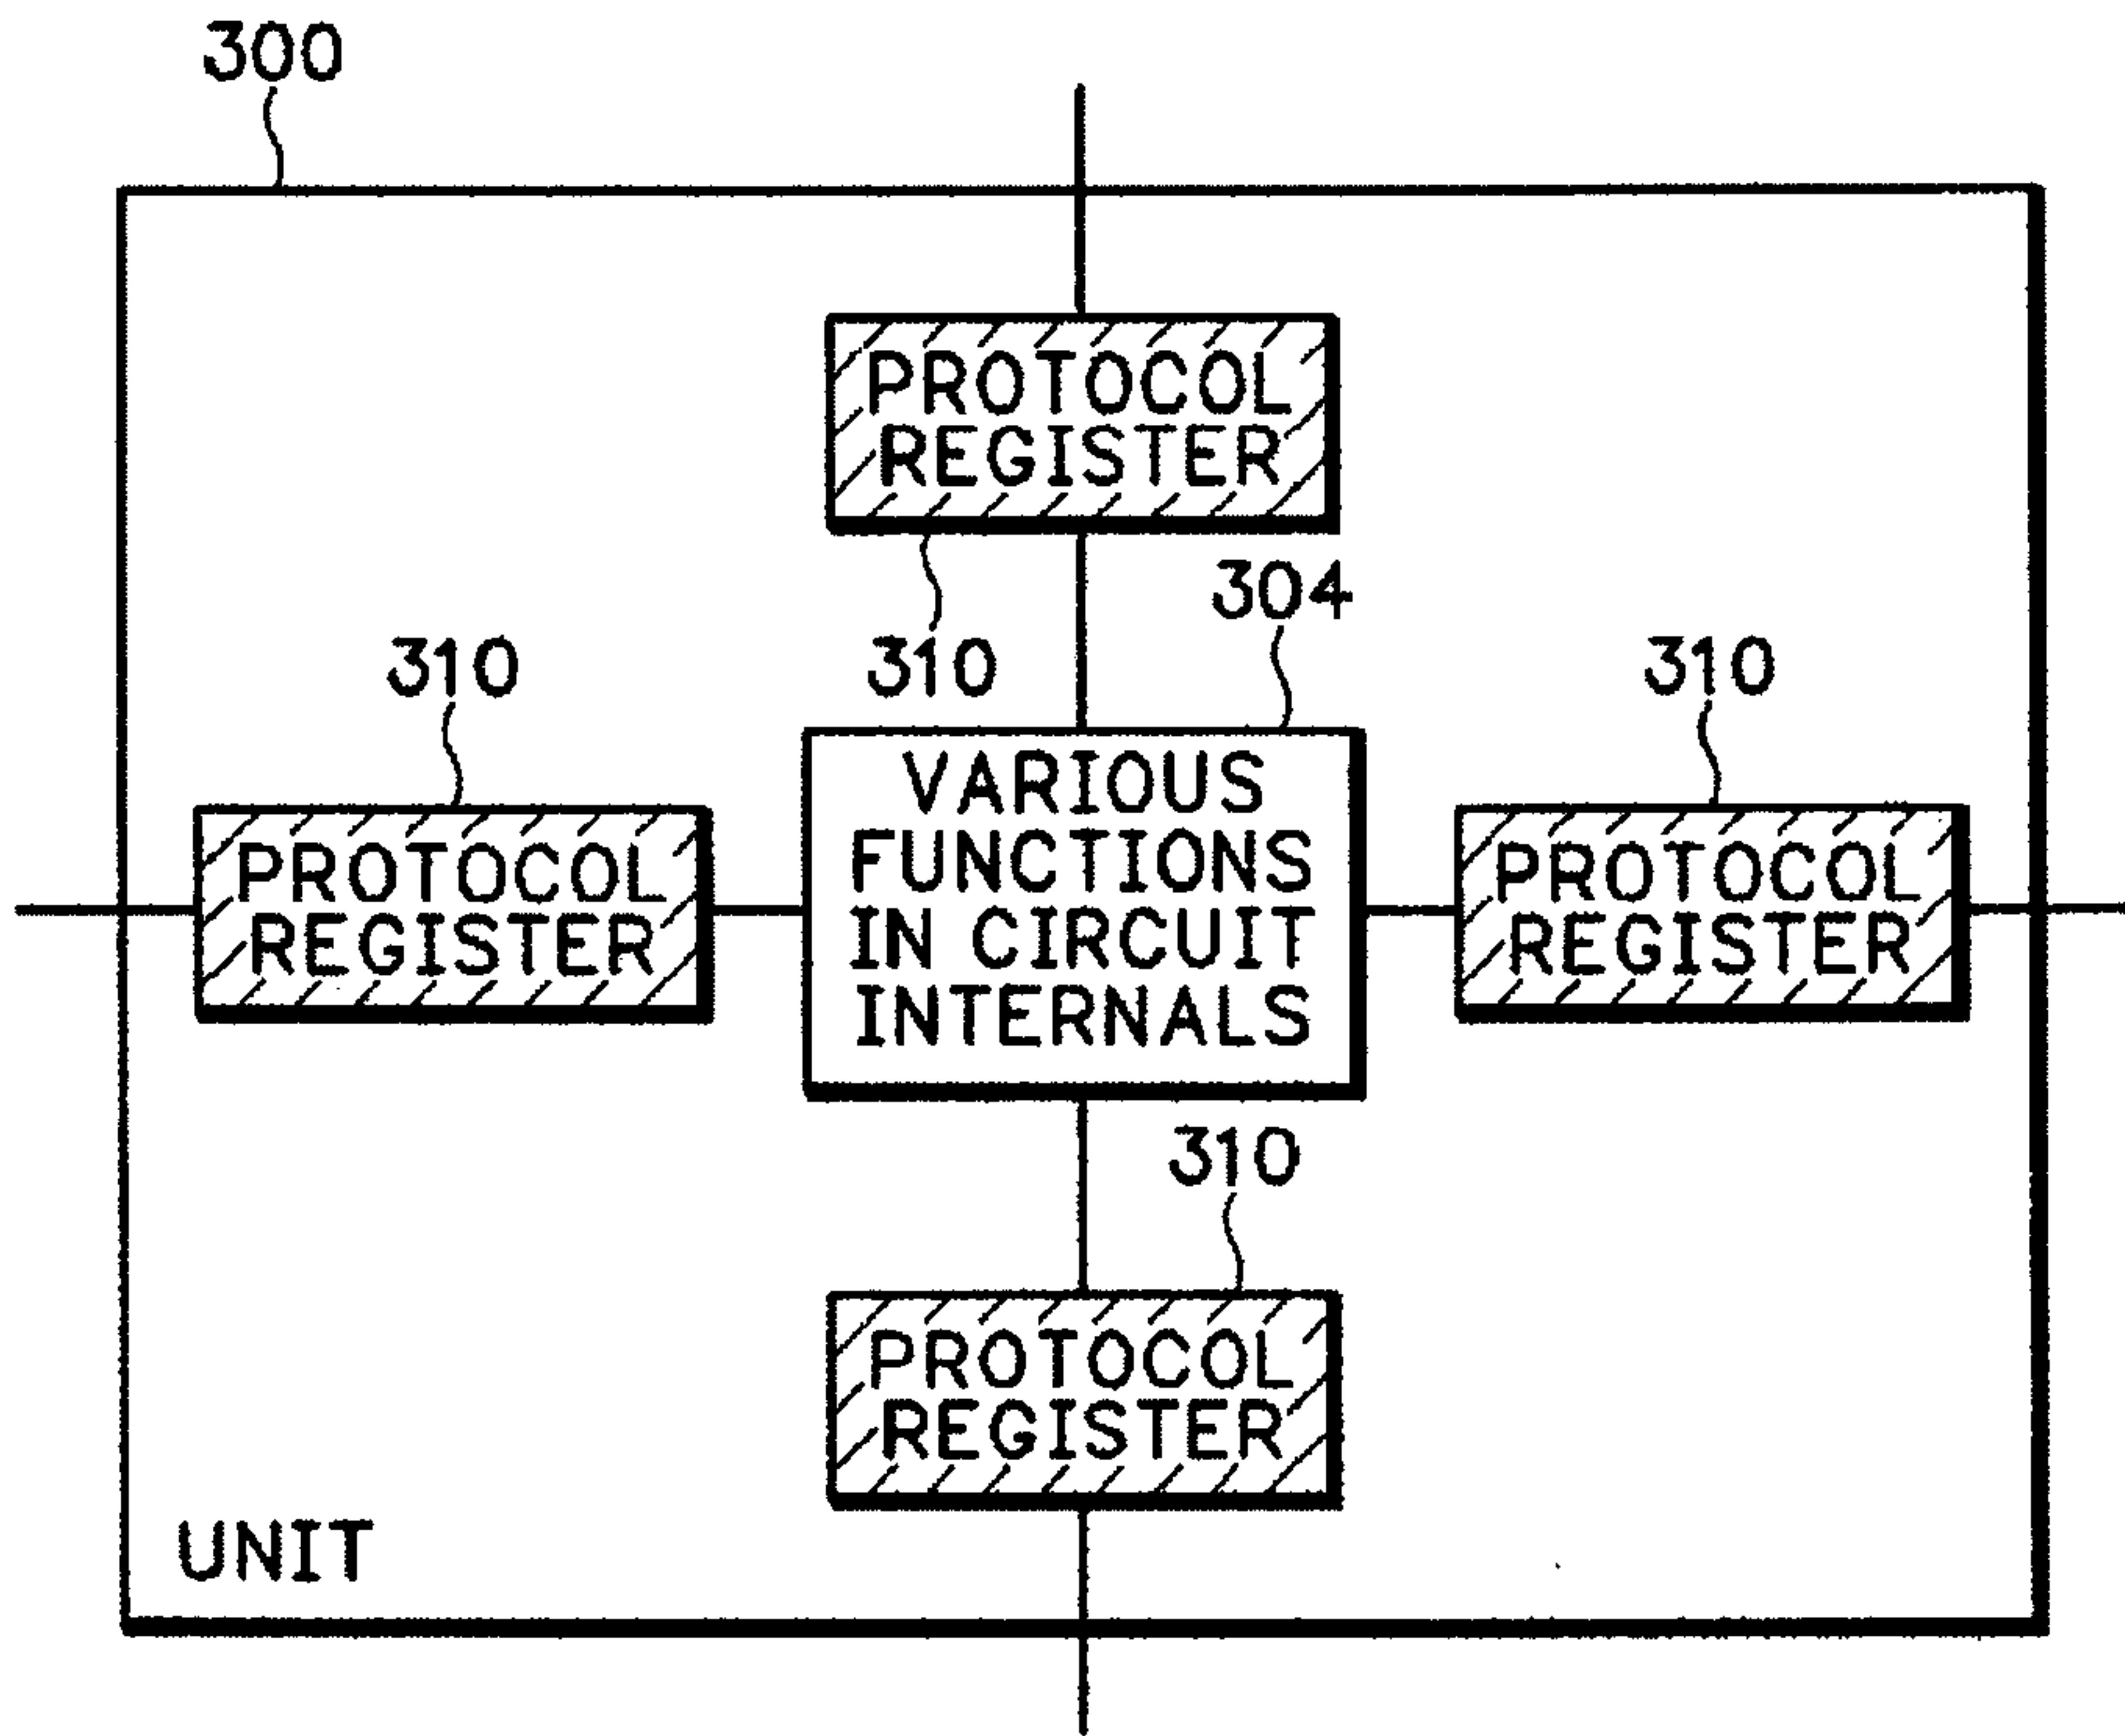 300
PROTOCOL
REGISTER
310
304
310
310
VARIOUS
FUNCTIONS
IN CIRCUIT
INTERNALS
PROTOCOL
REGISTER
PROTOCOL
REGISTER
310
PROTOCOL
REGISTER
UNIT